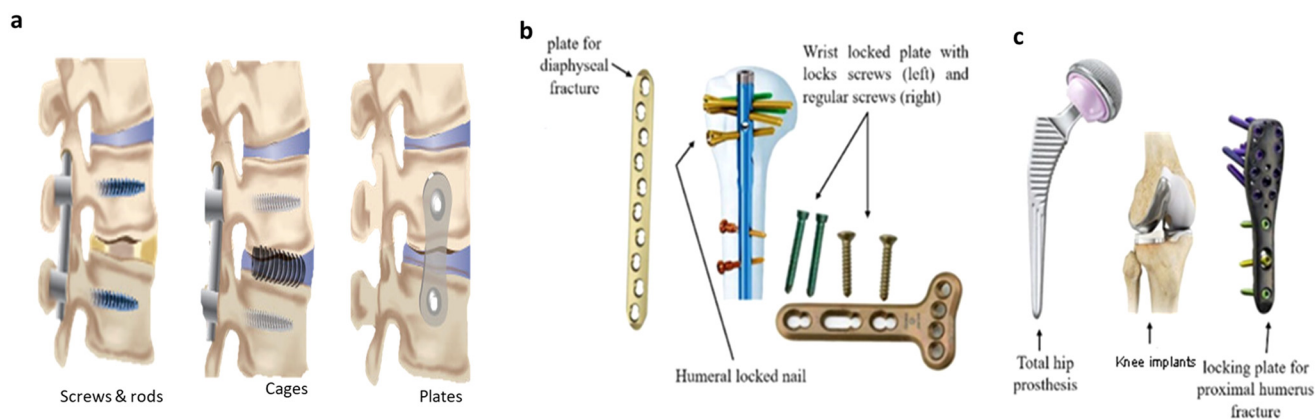 a
Screws & rods
Cages
Plates
b
plate for
diaphyseal
fracture
Wrist locked plate with
locks screws (left) and
regular screws (right)
Humeral locked nail
c
Total hip
prosthesis
Knee implants
locking plate for
proximal humerus
fracture